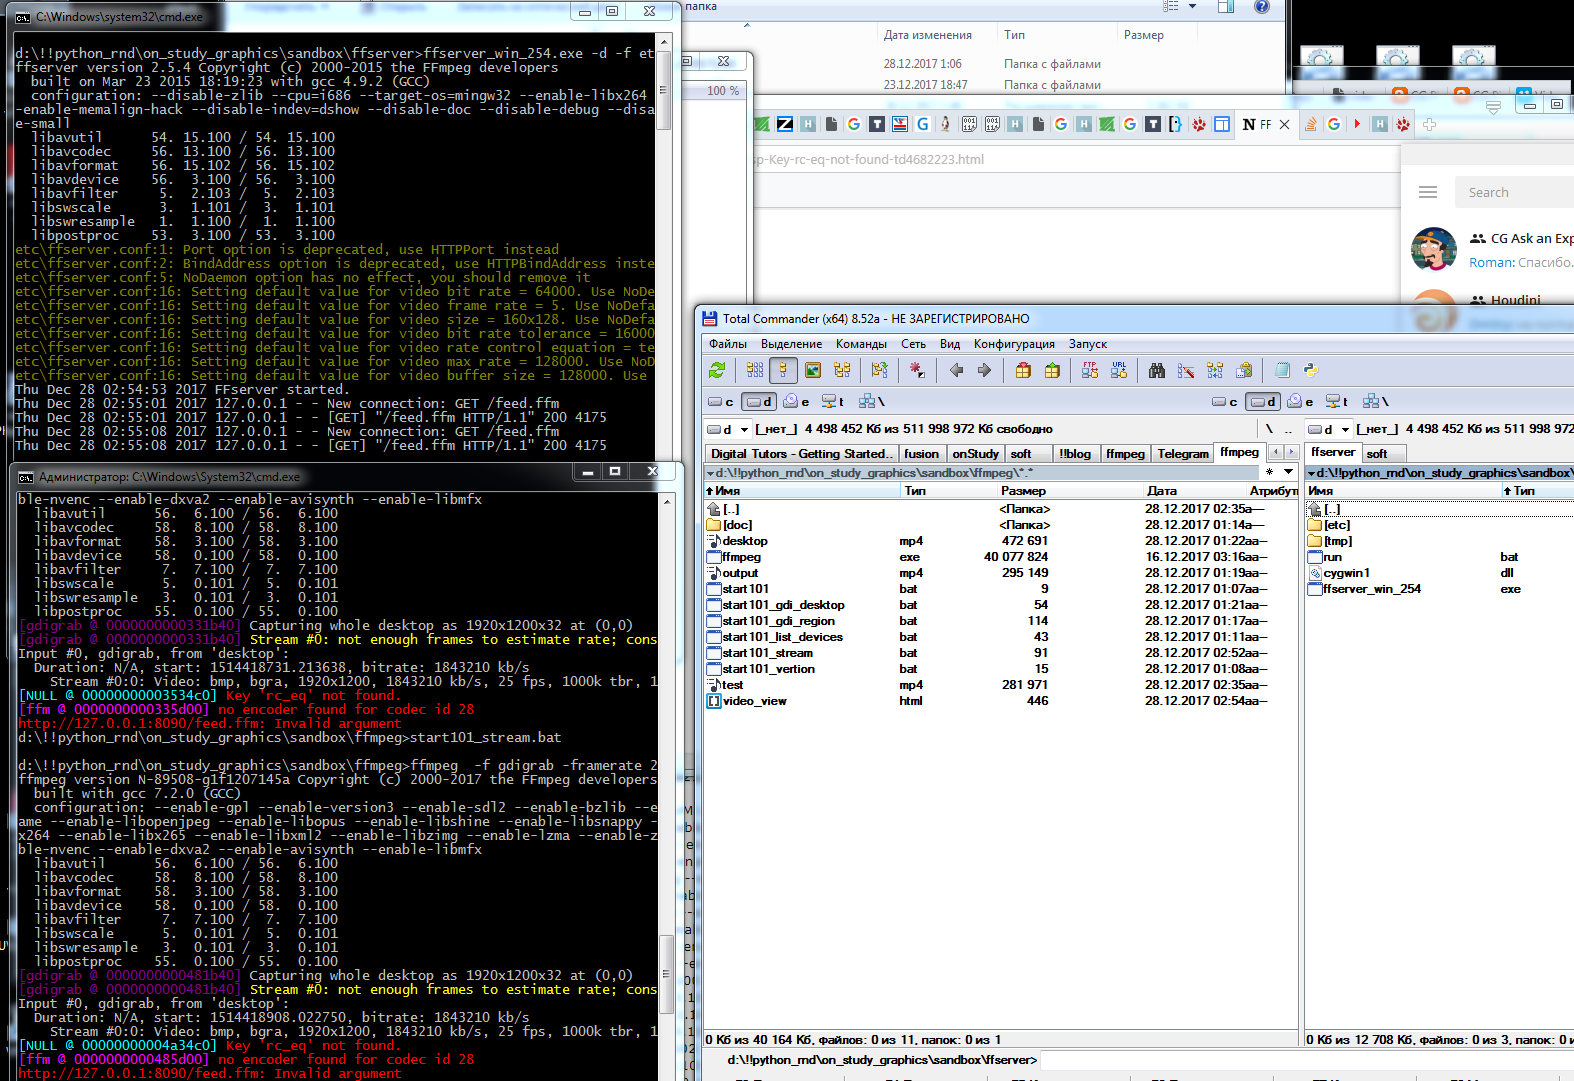 C:\Windows\system32\cmd.exe
d:\!!python_rnd\on_study_graphics\sandbox\ffserver>ffserver_win_254.exe -d -f et
ffserver version 2.5.4 Copyright (c) 2000-2015 the FFmpeg developers
built on Mar 23 2015 18:19:23 with gcc 4.9.2 (GCC)
configuration: --disable-zlib --cpu=i686 --target-os=mingw32 --enable-libx264
-enable-memalign-hack --disable-indev=dshow --disable-doc --disable-debug --disa
e-small
libavutil 54. 15.100 / 54. 15.100
libavcodec 56. 13.100 / 56. 13.100
libavformat 56. 15.102 / 56. 15.102
libavdevice 56. 3.100 / 56. 3.100
libavfilter 5. 2.103 / 5. 2.103
libswscale 3. 1.101 / 3. 1.101
libswresample 1. 1.100 / 1. 1.100
libpostproc 53. 3.100 / 53. 3.100
etc\ffserver.conf:1: Port option is deprecated, use HTTPPort instead
etc\ffserver.conf:2: BindAddress option is deprecated, use HTTPBindAddress inste
etc\ffserver.conf:5: NoDaemon option has no effect, you should remove it
etc\ffserver.conf:16: Setting default value for video bit rate = 64000. Use NoDe
etc\ffserver.conf:16: Setting default value for video frame rate = 5. Use NoDefa
etc\ffserver.conf:16: Setting default value for video size = 160x128. Use NoDefa
etc\ffserver.conf:16: Setting default value for video bit rate tolerance = 16000
etc\ffserver.conf:16: Setting default value for video rate control equation = te
etc\ffserver.conf:16: Setting default value for video max rate = 128000. Use NoD
etc\ffserver.conf:16: Setting default value for video buffer size = 128000. Use
Thu Dec 28 02:54:53 2017 FFserver started.
Thu Dec 28 02:55:01 2017 127.0.0.1 - - New connection: GET /feed.ffm
Thu Dec 28 02:55:01 2017 127.0.0.1 - - [GET] "/feed.ffm HTTP/1.1" 200 4175
Thu Dec 28 02:55:08 2017 127.0.0.1 - - New connection: GET /feed.ffm
Thu Dec 28 02:55:08 2017 127.0.0.1 - - [GET] "/feed.ffm HTTP/1.1" 200 4175
Администратор: C:\Windows\System32\cmd.exe
ble-nvenc --enable-dxva2 --enable-avisynth --enable-libmfx
libavutil 56. 6.100 / 56. 6.100
libavcodec 58. 8.100 / 58. 8.100
libavformat 58. 3.100 / 58. 3.100
libavdevice 58. 0.100 / 58. 0.100
libavfilter 7. 7.100 / 7. 7.100
libswscale 5. 0.101 / 5. 0.101
libswresample 3. 0.101 / 3. 0.101
libpostproc 55. 0.100 / 55. 0.100
[gdigrab @ 0000000000331b40] Capturing whole desktop as 1920x1200x32 at (0,0)
[gdigrab @ 0000000000331b40] Stream #0: not enough frames to estimate rate; cons
Input #0, gdigrab, from 'desktop':
Duration: N/A, start: 1514418731.213638, bitrate: 1843210 kb/s
Stream #0:0: Video: bmp, bgra, 1920x1200, 1843210 kb/s, 25 fps, 1000k tbr, 1
[NULL @ 00000000003534c0] Key 'rc_eq' not found.
[ffm @ 0000000000335d00] no encoder found for codec id 28
http://127.0.0.1:8090/feed.ffm: Invalid argument
d:\!!python_rnd\on_study_graphics\sandbox\ffmpeg>start101_stream.bat
d:\!!python_rnd\on_study_graphics\sandbox\ffmpeg>ffmpeg -f gdigrab -framerate 2
ffmpeg version N-89508-g1f1207145a Copyright (c) 2000-2017 the FFmpeg developers
built with gcc 7.2.0 (GCC)
configuration: --enable-gpl --enable-version3 --enable-sdl2 --enable-bzlib --e
ame --enable-libopenjpeg --enable-libopus --enable-libshine --enable-libsnappy -
x264 --enable-libx265 --enable-libxml2 --enable-libzimg --enable-lzma --enable-z
ble-nvenc --enable-dxva2 --enable-avisynth --enable-libmfx
libavutil 56. 6.100 / 56. 6.100
libavcodec 58. 8.100 / 58. 8.100
libavformat 58. 3.100 / 58. 3.100
libavdevice 58. 0.100 / 58. 0.100
libavfilter 7. 7.100 / 7. 7.100
libswscale 5. 0.101 / 5. 0.101
libswresample 3. 0.101 / 3. 0.101
libpostproc 55. 0.100 / 55. 0.100
[gdigrab @ 0000000000481b40] Capturing whole desktop as 1920x1200x32 at (0,0)
[gdigrab @ 0000000000481b40] Stream #0: not enough frames to estimate rate; cons
Input #0, gdigrab, from 'desktop':
Duration: N/A, start: 1514418908.022750, bitrate: 1843210 kb/s
Stream #0:0: Video: bmp, bgra, 1920x1200, 1843210 kb/s, 25 fps, 1000k tbr, 1
[NULL @ 00000000004a34c0] Key 'rc_eq' not found.
[ffm @ 0000000000485d00] no encoder found for codec id 28
http://127.0.0.1:8090/feed.ffm: Invalid argument
папка
Дата изменения Тип Размер
28.12.2017 1:06 Папка с файлами
23.12.2017 18:47 Папка с файлами
100 %
FF
sp-Key-rc-eq-not-found-td4682223.html
Search
CG Ask an Exp
Roman: Спасибо.
Houdini
Total Commander (x64) 8.52a - НЕ ЗАРЕГИСТРИРОВАНО
Файлы Выделение Команды Сеть Вид Конфигурация Запуск
FTP URL
c d e t \ c d e t \
d [_нет_] 4 498 452 Кб из 511 998 972 Кб свободно \ .. d [_нет_] 4 498 452 Кб из 511 998 972
Digital Tutors - Getting Started.. fusion onStudy soft !!blog ffmpeg Telegram ffmpeg ffserver soft
d:\!!python_rnd\on_study_graphics\sandbox\ffmpeg\*.* d:\!!python_rnd\on_study_graphics\sandbox\
Имя Тип Размер Дата Атрибут Имя Тип
[..] <Папка> 28.12.2017 02:35 a— [..]
[doc] <Папка> 28.12.2017 01:14 a— [etc]
desktop mp4 472 691 28.12.2017 01:22 aa— [tmp]
ffmpeg exe 40 077 824 16.12.2017 03:16 aa— run bat
output mp4 295 149 28.12.2017 01:19 aa— cygwin1 dll
start101 bat 9 28.12.2017 01:07 aa— ffserver_win_254 exe
start101_gdi_desktop bat 54 28.12.2017 01:21 aa—
start101_gdi_region bat 114 28.12.2017 01:17 aa—
start101_list_devices bat 43 28.12.2017 01:11 aa—
start101_stream bat 91 28.12.2017 02:52 aa—
start101_vertion bat 15 28.12.2017 01:08 aa—
test mp4 281 971 28.12.2017 02:35 aa—
video_view html 446 28.12.2017 02:54 aa—
0 Кб из 40 164 Кб, файлов: 0 из 11, папок: 0 из 1 0 Кб из 12 708 Кб, файлов: 0 из 3, папок: 0 и
d:\!!python_rnd\on_study_graphics\sandbox\ffserver>